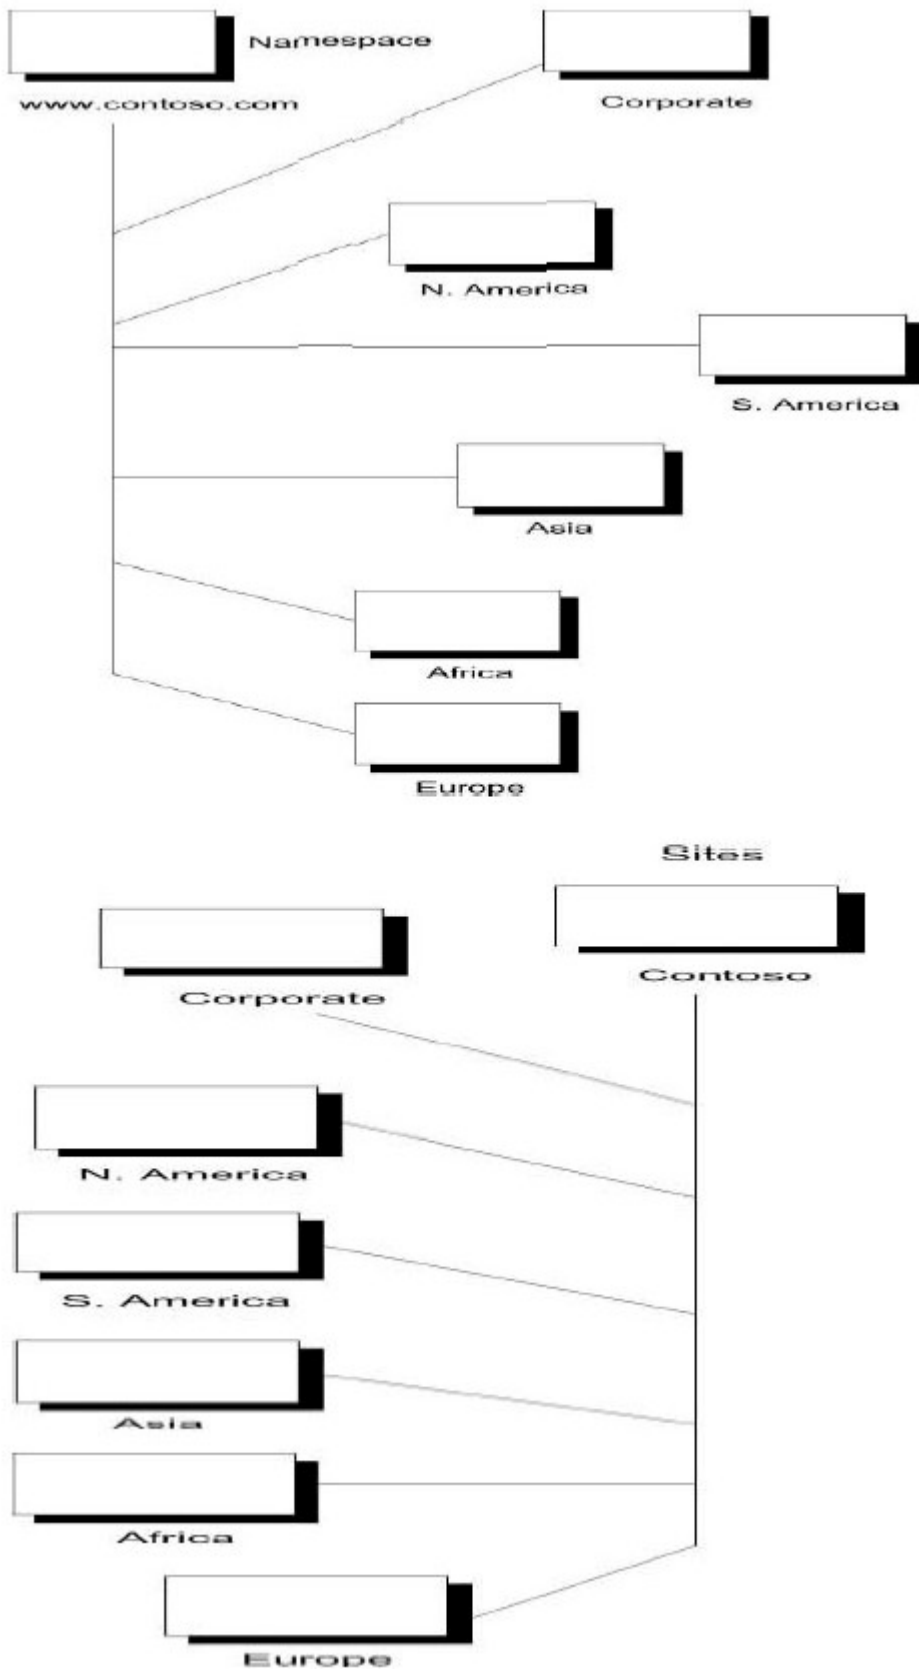 Namespace
www.contoso.com
Corporate
N. America
S. America
Asia
Africa
Europe
Sites
Contoso
Corporate
N. America
S. America
Asia
Africa
Europe